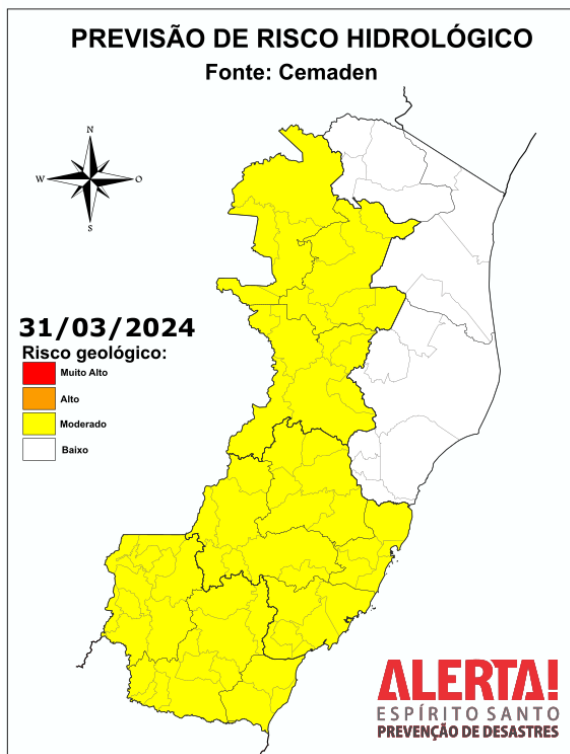 PREVISÃO DE RISCO HIDROLÓGICO
Fonte: Cemaden
N
W
O
S
31/03/2024
Risco geológico:
Muito Alto
Alto
Moderado
Baixo
ALERTA!
ESPÍRITO SANTO
PREVENÇÃO DE DESASTRES